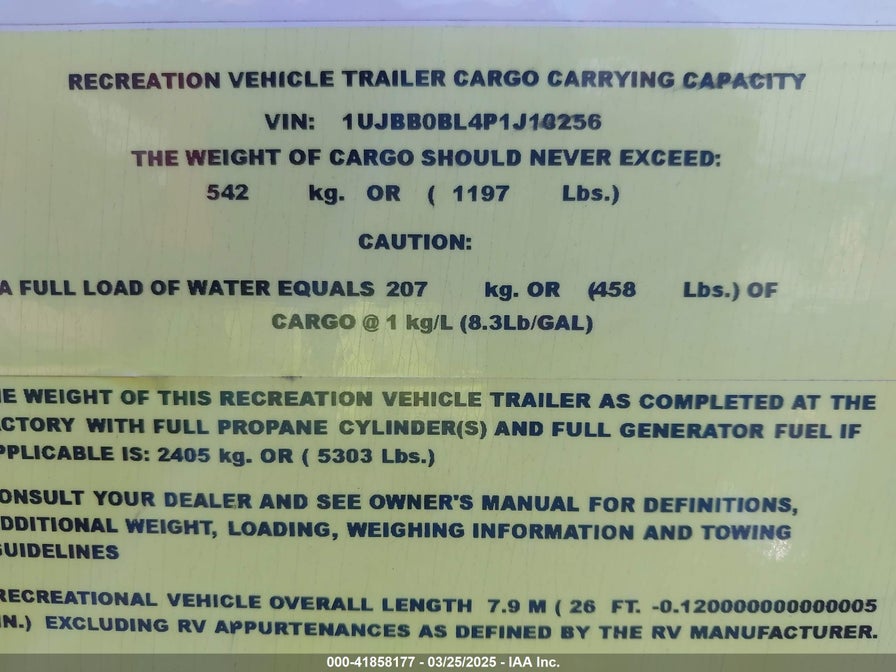 RECREATION VEHICLE TRAILER CARGO CARRYING CAPACITY
VIN: 1UJBB0BL4P1J10256
THE WEIGHT OF CARGO SHOULD NEVER EXCEED:
542 kg. OR ( 1197 Lbs.)
CAUTION:
A FULL LOAD OF WATER EQUALS 207 kg. OR (458 Lbs.) OF
CARGO @ 1 kg/L (8.3Lb/GAL)
HE WEIGHT OF THIS RECREATION VEHICLE TRAILER AS COMPLETED AT THE
ACTORY WITH FULL PROPANE CYLINDER(S) AND FULL GENERATOR FUEL IF
PPLICABLE IS: 2405 kg. OR ( 5303 Lbs.)
ONSULT YOUR DEALER AND SEE OWNER'S MANUAL FOR DEFINITIONS,
DDITIONAL WEIGHT, LOADING, WEIGHING INFORMATION AND TOWING
GUIDELINES
RECREATIONAL VEHICLE OVERALL LENGTH 7.9 M ( 26 FT. -0.120000000000005
IN.) EXCLUDING RV APPURTENANCES AS DEFINED BY THE RV MANUFACTURER.
000-41858177 - 03/25/2025 - IAA Inc.